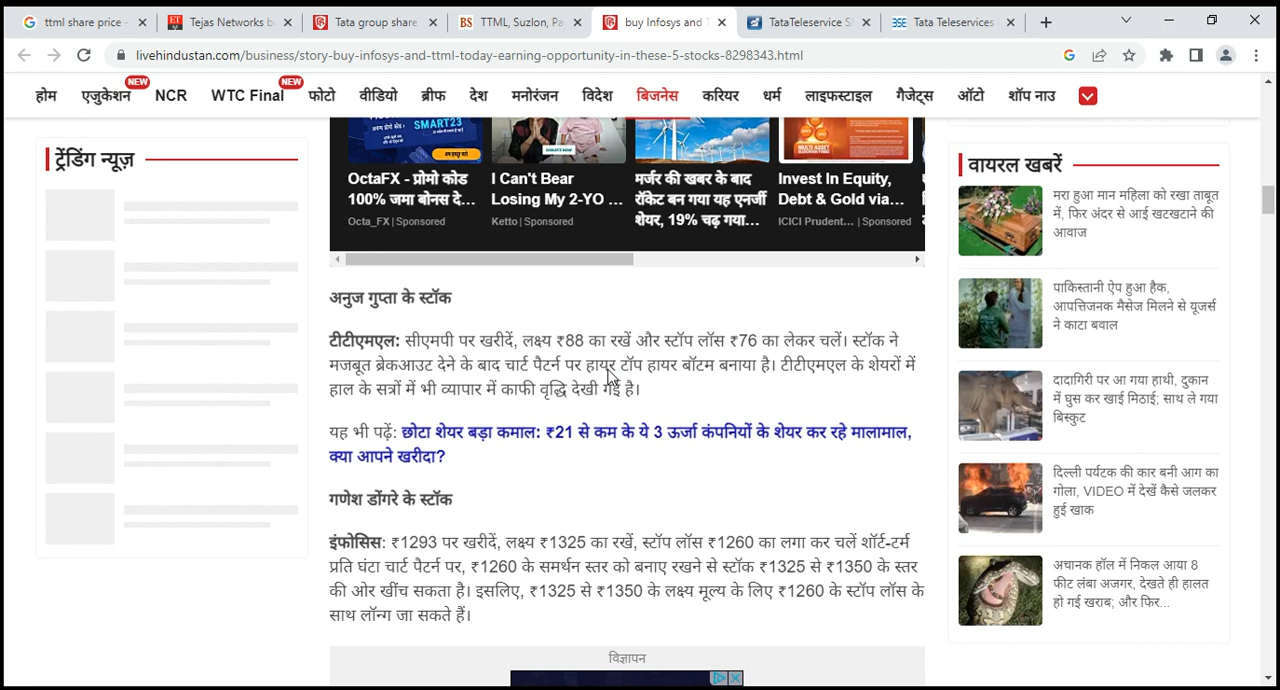 ttml share price -
Tejas Networks b
Tata group share
TTML, Suzlon, Pa
buy Infosys and T
TataTeleservice S
Tata Teleservices
livehindustan.com/business/story-buy-infosys-and-ttml-today-earning-opportunity-in-these-5-stocks-8298343.html
NEW
NEW
होम एजुकेशन NCR WTC Final फोटो वीडियो ब्रीफ देश मनोरंजन विदेश बिजनेस करियर धर्म लाइफस्टाइल गैजेट्स ऑटो शॉप नाउ
ट्रेंडिंग न्यूज़
SMART23
DONATE NOW
OctaFX - प्रोमो कोड
100% जमा बोनस दे...
Octa_FX | Sponsored
I Can't Bear
Losing My 2-YO ...
Ketto | Sponsored
मर्जर की खबर के बाद
रॉकेट बन गया यह एनर्जी
शेयर, 19% चढ़ गया...
Invest In Equity,
Debt & Gold via...
ICICI Prudent... | Sponsored
अनुज गुप्ता के स्टॉक
टीटीएमएल: सीएमपी पर खरीदें, लक्ष्य ₹88 का रखें और स्टॉप लॉस ₹76 का लेकर चलें। स्टॉक ने
मजबूत ब्रेकआउट देने के बाद चार्ट पैटर्न पर हायर टॉप हायर बॉटम बनाया है। टीटीएमएल के शेयरों में
हाल के सत्रों में भी व्यापार में काफी वृद्धि देखी गई है।
यह भी पढ़ें: छोटा शेयर बड़ा कमाल: ₹21 से कम के ये 3 ऊर्जा कंपनियों के शेयर कर रहे मालामाल,
क्या आपने खरीदा?
गणेश डोंगरे के स्टॉक
इंफोसिस: ₹1293 पर खरीदें, लक्ष्य ₹1325 का रखें, स्टॉप लॉस ₹1260 का लगा कर चलें शॉर्ट-टर्म
प्रति घंटा चार्ट पैटर्न पर, ₹1260 के समर्थन स्तर को बनाए रखने से स्टॉक ₹1325 से ₹1350 के स्तर
की ओर खींच सकता है। इसलिए, ₹1325 से ₹1350 के लक्ष्य मूल्य के लिए ₹1260 के स्टॉप लॉस के
साथ लॉन्ग जा सकते हैं।
विज्ञापन
वायरल खबरें
मरा हुआ मान महिला को रखा ताबूत
में, फिर अंदर से आई खटखटाने की
आवाज
पाकिस्तानी ऐप हुआ हैक,
आपत्तिजनक मैसेज मिलने से यूजर्स
ने काटा बवाल
दादागिरी पर आ गया हाथी, दुकान
में घुस कर खाई मिठाई; साथ ले गया
बिस्कुट
दिल्ली पर्यटक की कार बनी आग का
गोला, VIDEO में देखें कैसे जलकर
हुई खाक
अचानक हॉल में निकल आया 8
फीट लंबा अजगर, देखते ही हालत
हो गई खराब; और फिर...